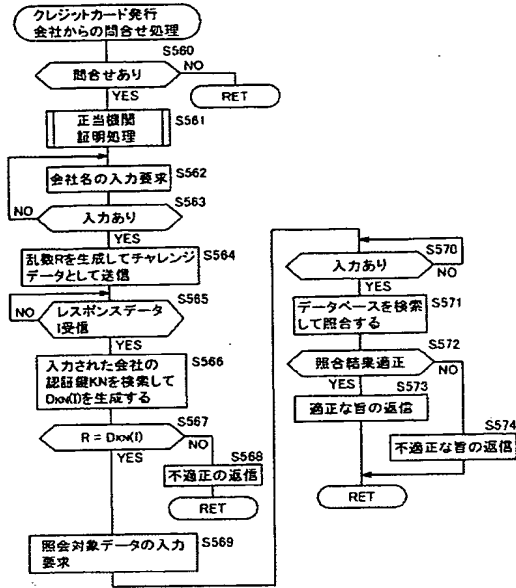 クレジットカード発行
会社からの問合せ処理
S560
問合せあり
NO
RET
YES
正当機関
証明処理
S561
会社名の入力要求
S562
S563
入力あり
NO
YES
乱数Rを生成してチャレンジ
データとして送信
S564
S565
レスポンスデータ
I受信
NO
YES
入力された会社の
認証鍵KNを検索して
DKN(I)を生成する
S566
S567
R = DKN(I)
NO
YES
S568
不適正の返信
RET
照会対象データの入力
要求
S569
S570
入力あり
NO
YES
データベースを検索
して照合する
S571
S572
照合結果適正
YES
NO
S573
適正な旨の返信
S574
不適正な旨の返信
RET